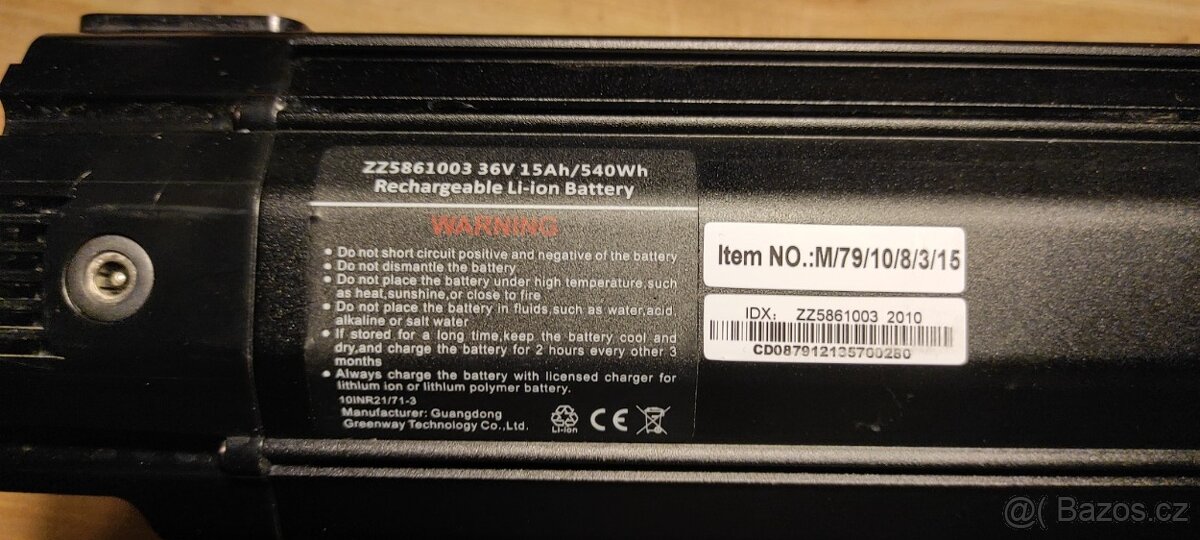 ZZ5861003 36V 15Ah/540Wh
Rechargeable Li-ion Battery
WARNING
• Do not short circuit positive and negative of the battery
• Do not dismantle the battery
• Do not place the battery under high temperature,such
as heat,sunshine,or close to fire
• Do not place the battery in fluids,such as water,acid,
alkaline or salt water
• If stored for a long time,keep the battery cool and
dry,and charge the battery for 2 hours every other 3
months
• Always charge the battery with licensed charger for
lithium ion or lithium polymer battery.
10INR21/71-3
Manufacturer: Guangdong
Greenway Technology Co.,Ltd.
Li-ion
CE
Item NO.:M/79/10/8/3/15
IDX: ZZ5861003 2010
CD087912135700280
@( Bazos.cz